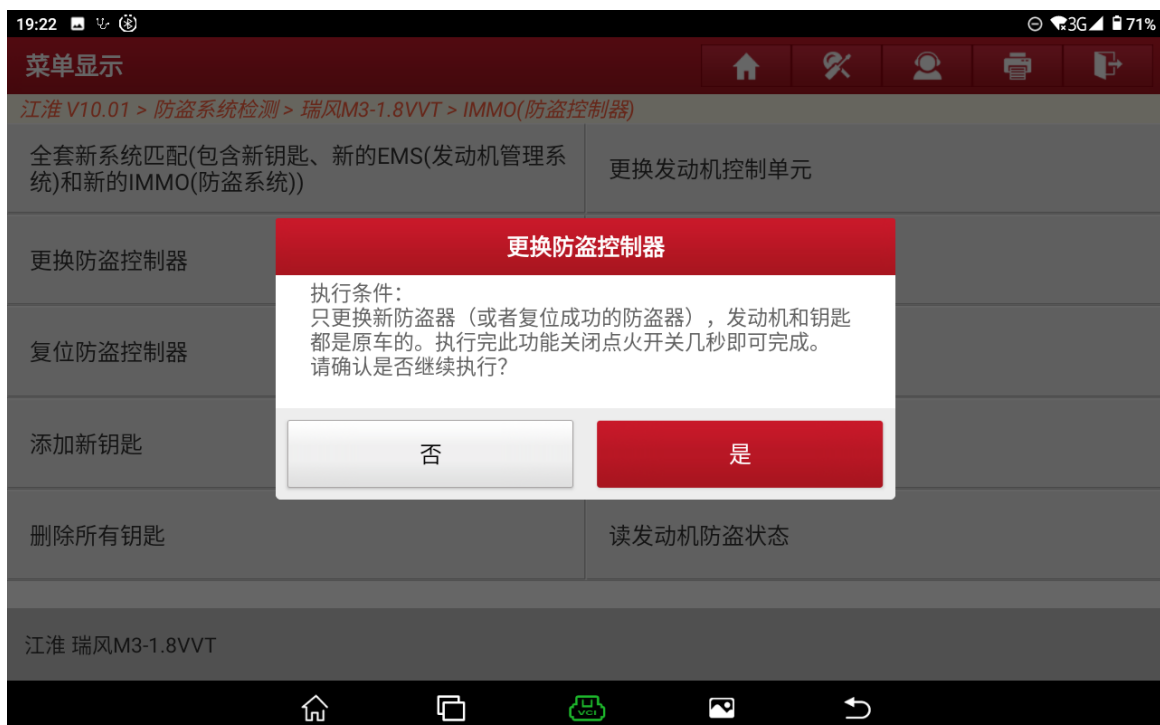 19:22
3G
71%
菜单显示
江淮 V10.01 > 防盗系统检测 > 瑞风M3-1.8VVT > IMMO(防盗控制器)
全套新系统匹配(包含新钥匙、新的EMS(发动机管理系
统)和新的IMMO(防盗系统))
更换发动机控制单元
更换防盗控制器
更换防盗控制器
执行条件：
只更换新防盗器（或者复位成功的防盗器），发动机和钥匙
都是原车的。执行完此功能关闭点火开关几秒即可完成。
请确认是否继续执行？
复位防盗控制器
添加新钥匙
否
是
删除所有钥匙
读发动机防盗状态
江淮 瑞风M3-1.8VVT
VCI